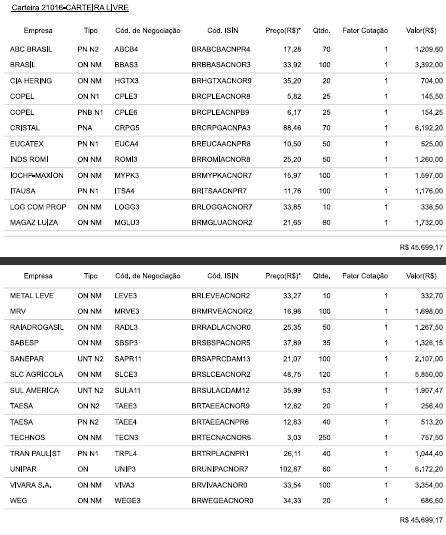 Carteira 21016-CARTEIRA LIVRE
Empresa Tipo Cód. de Negociação Cód. ISIN Preço(R$)* Qtde. Fator Cotação Valor(R$)
ABC BRASIL PN N2 ABCB4 BRABCBACNPR4 17,28 70 1 1.209,60
BRASIL ON NM BBAS3 BRBBASACNOR3 33,92 100 1 3.392,00
CIA HERING ON NM HGTX3 BRHGTXACNOR9 35,20 20 1 704,00
COPEL ON N1 CPLE3 BRCPLEACNOR8 5,82 25 1 145,50
COPEL PNB N1 CPLE6 BRCPLEACNPB9 6,17 25 1 154,25
CRISTAL PNA CRPG5 BRCRPGACNPA3 88,46 70 1 6.192,20
EUCATEX PN N1 EUCA4 BREUCAACNPR8 10,50 50 1 525,00
INDS ROMI ON NM ROMI3 BRROMIACNOR8 25,20 50 1 1.260,00
IOCHP-MAXION ON NM MYPK3 BRMYPKACNOR7 15,97 100 1 1.597,00
ITAUSA PN N1 ITSA4 BRITSAACNPR7 11,76 100 1 1.176,00
LOG COM PROP ON NM LOGG3 BRLOGGACNOR7 33,85 10 1 338,50
MAGAZ LUIZA ON NM MGLU3 BRMGLUACNOR2 21,65 80 1 1.732,00
R$ 45.699,17
Empresa Tipo Cód. de Negociação Cód. ISIN Preço(R$)* Qtde. Fator Cotação Valor(R$)
METAL LEVE ON NM LEVE3 BRLEVEACNOR2 33,27 10 1 332,70
MRV ON NM MRVE3 BRMRVEACNOR2 16,98 100 1 1.698,00
RAIADROGASIL ON NM RADL3 BRRADLACNOR0 25,35 50 1 1.267,50
SABESP ON NM SBSP3 BRSBSPACNOR5 37,89 35 1 1.326,15
SANEPAR UNT N2 SAPR11 BRSAPRCDAM13 21,07 100 1 2.107,00
SLC AGRICOLA ON NM SLCE3 BRSLCEACNOR2 48,75 120 1 5.850,00
SUL AMERICA UNT N2 SULA11 BRSULACDAM12 35,99 53 1 1.907,47
TAESA ON N2 TAEE3 BRTAEEACNOR9 12,82 20 1 256,40
TAESA PN N2 TAEE4 BRTAEEACNPR6 12,83 40 1 513,20
TECHNOS ON NM TECN3 BRTECNACNOR6 3,03 250 1 757,50
TRAN PAULIST PN N1 TRPL4 BRTRPLACNPR1 26,11 40 1 1.044,40
UNIPAR ON UNIP3 BRUNIPACNOR7 102,87 60 1 6.172,20
VIVARA S.A. ON NM VIVA3 BRVIVAACNOR0 33,54 100 1 3.354,00
WEG ON NM WEGE3 BRWEGEACNOR0 34,33 20 1 686,60
R$ 45.699,17